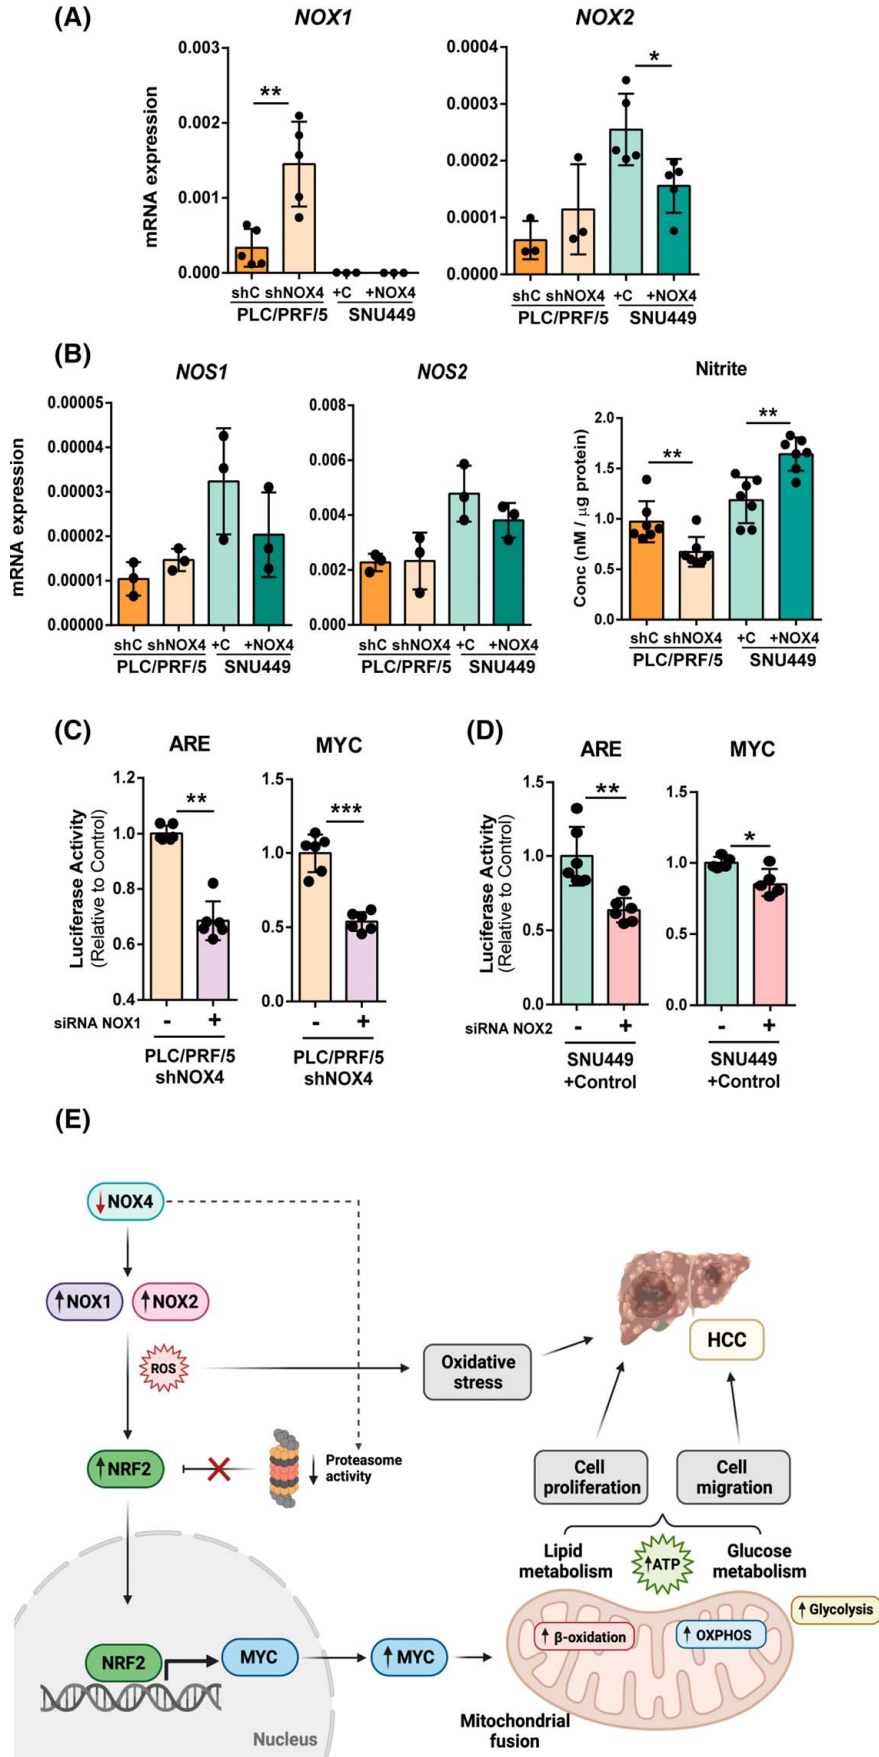 (A)
NOX1
NOX2
mRNA expression
0.003
0.002
0.001
0.000
**
shC shNOX4 +C +NOX4
PLC/PRF/5 SNU449
0.0004
0.0003
0.0002
0.0001
0.0000
*
shC shNOX4 +C +NOX4
PLC/PRF/5 SNU449
(B)
NOS1
NOS2
Nitrite
mRNA expression
0.00005
0.00004
0.00003
0.00002
0.00001
0.00000
shC shNOX4 +C +NOX4
PLC/PRF/5 SNU449
0.008
0.006
0.004
0.002
0.000
shC shNOX4 +C +NOX4
PLC/PRF/5 SNU449
Conc (nM / μg protein)
2.0
1.5
1.0
0.5
0.0
**
**
shC shNOX4 +C +NOX4
PLC/PRF/5 SNU449
(C)
ARE
MYC
Luciferase Activity
(Relative to Control)
1.2
1.0
0.8
0.6
0.4
**
1.5
1.0
0.5
0.0
***
siRNA NOX1 - + - +
PLC/PRF/5
shNOX4
PLC/PRF/5
shNOX4
(D)
ARE
MYC
Luciferase Activity
(Relative to Control)
1.5
1.0
0.5
0.0
**
1.5
1.0
0.5
0.0
*
siRNA NOX2 - + - +
SNU449
+Control
SNU449
+Control
(E)
↓NOX4
↑NOX1
↑NOX2
ROS
Oxidative
stress
HCC
↑NRF2
↓ Proteasome
activity
Cell
proliferation
Cell
migration
Lipid
metabolism
↑ATP
Glucose
metabolism
↑ Glycolysis
↑ β-oxidation
↑ OXPHOS
NRF2
MYC
↑ MYC
Mitochondrial
fusion
Nucleus